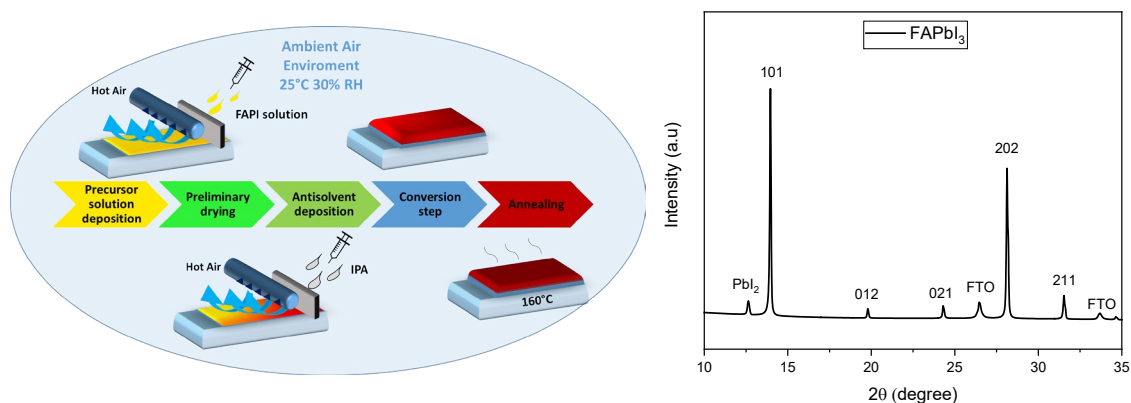 Ambient Air
Enviroment
25°C 30% RH
Hot Air
FAPI solution
Precursor
solution
deposition
Preliminary
drying
Antisolvent
deposition
Conversion
step
Annealing
Hot Air
IPA
160°C
FAPbI₃
101
202
PbI₂
012
021
FTO
211
FTO
Intensity (a.u)
10
15
20
25
30
35
2θ (degree)